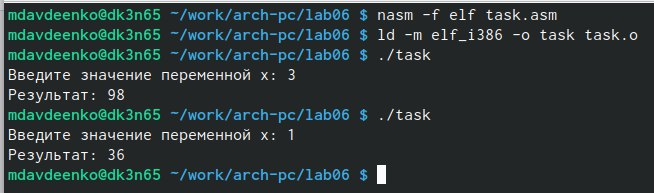 mdavdeenko@dk3n65 ~/work/arch-pc/lab06 $ nasm -f elf task.asm
mdavdeenko@dk3n65 ~/work/arch-pc/lab06 $ ld -m elf_i386 -o task task.o
mdavdeenko@dk3n65 ~/work/arch-pc/lab06 $ ./task
Введите значение переменной x: 3
Результат: 98
mdavdeenko@dk3n65 ~/work/arch-pc/lab06 $ ./task
Введите значение переменной x: 1
Результат: 36
mdavdeenko@dk3n65 ~/work/arch-pc/lab06 $